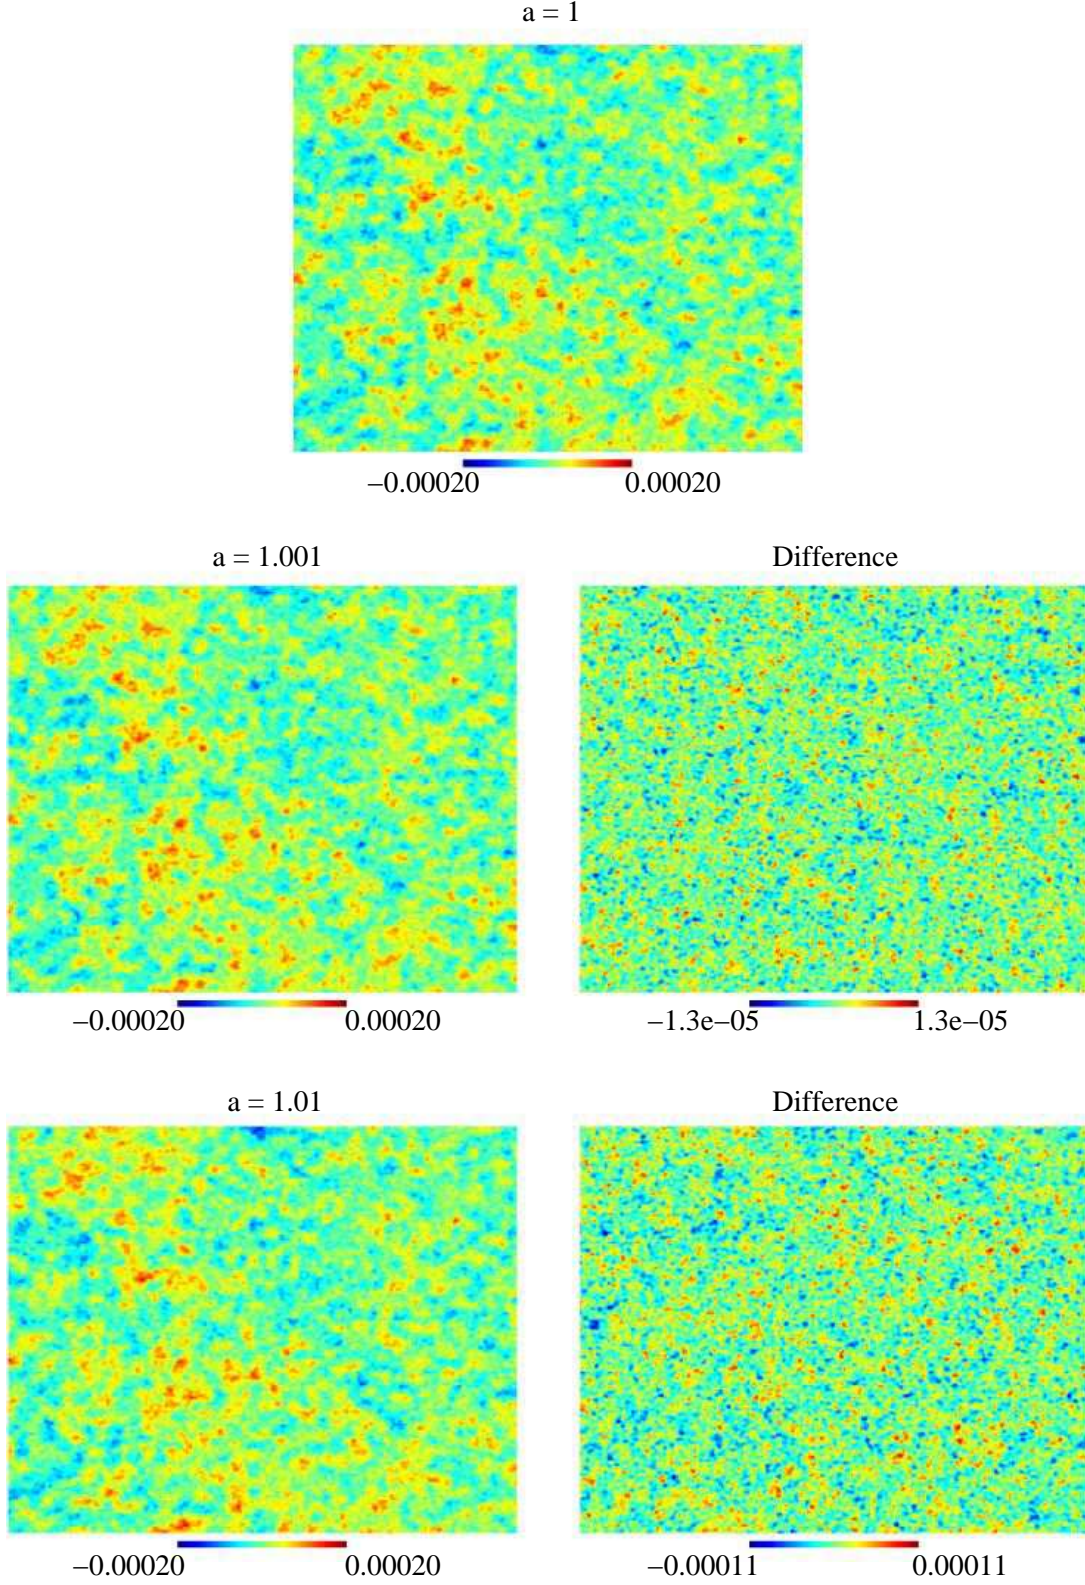 a = 1
−0.00020 0.00020
a = 1.001 Difference
−0.00020 0.00020 −1.3e−05 1.3e−05
a = 1.01 Difference
−0.00020 0.00020 −0.00011 0.00011